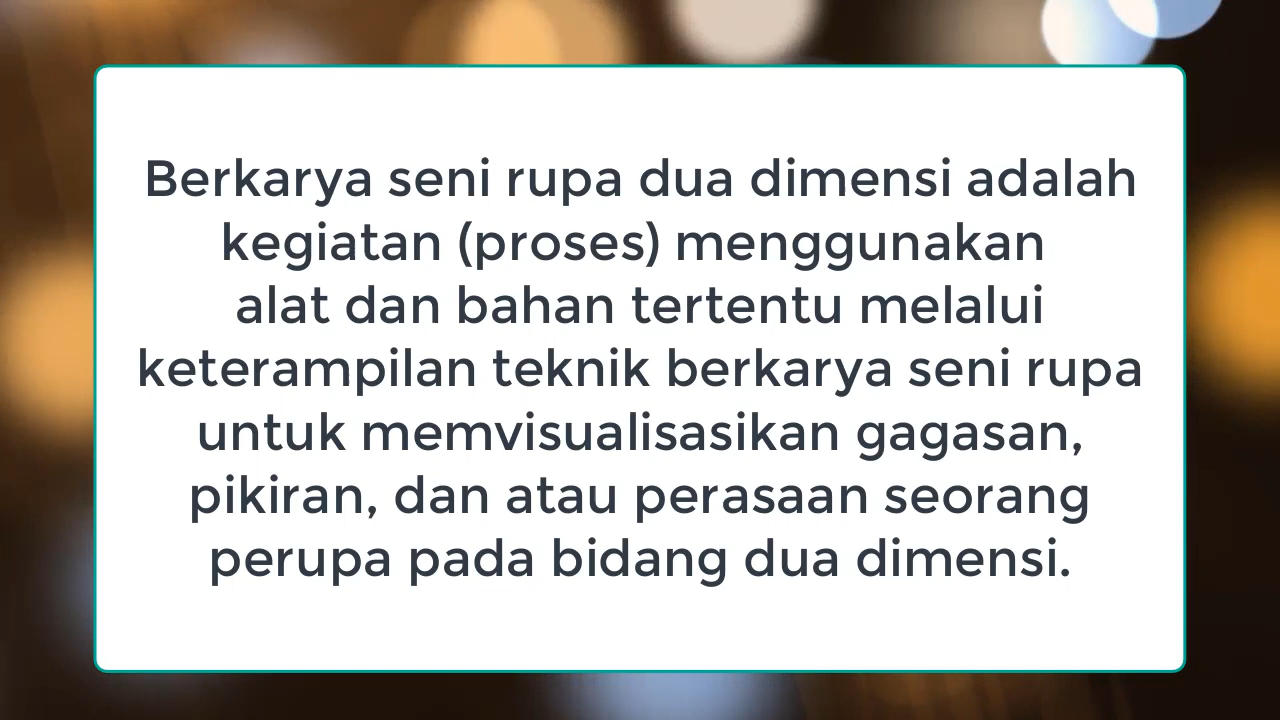 Berkarya seni rupa dua dimensi adalah
kegiatan (proses) menggunakan
alat dan bahan tertentu melalui
keterampilan teknik berkarya seni rupa
untuk memvisualisasikan gagasan,
pikiran, dan atau perasaan seorang
perupa pada bidang dua dimensi.